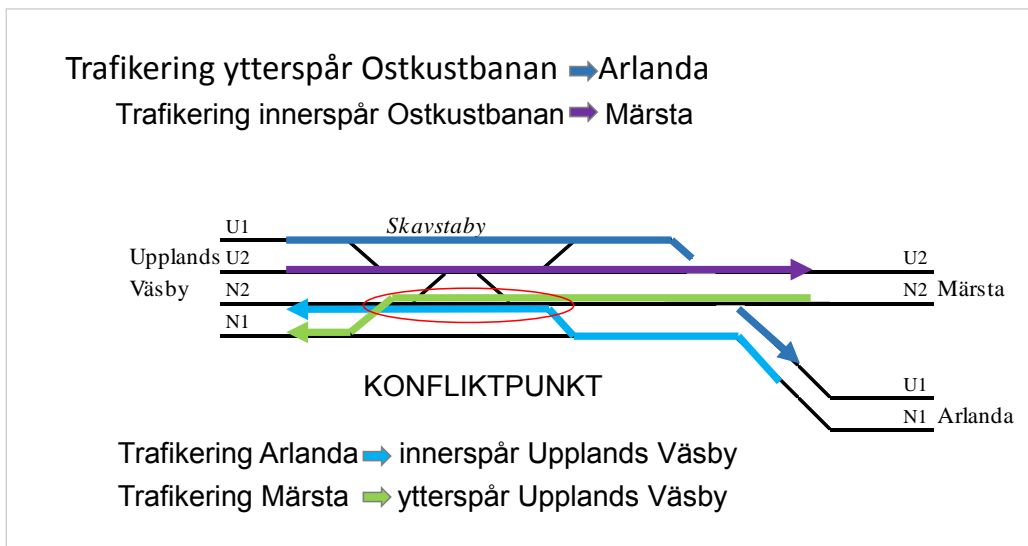 Trafikering ytterspår Ostkustbanan Arlanda
Trafikering innerspår Ostkustbanan Märsta
U1 Skavstaby
Upplands U2 U2
Väsby N2 N2 Märsta
N1
KONFLIKTPUNKT U1
N1 Arlanda
Trafikering Arlanda innerspår Upplands Väsby
Trafikering Märsta ytterspår Upplands Väsby